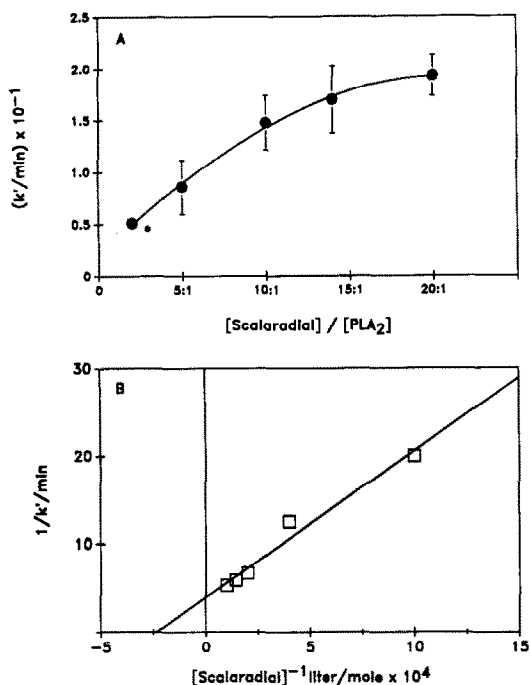 A
(k'/min) x 10⁻¹
2.5
2.0
1.5
1.0
0.5
0
0 5:1 10:1 15:1 20:1
[Scalaradial] / [PLA₂]
B
1/k'/min
30
20
10
-5 0 5 10 15
[Scalaradial]⁻¹ liter/mole x 10⁴